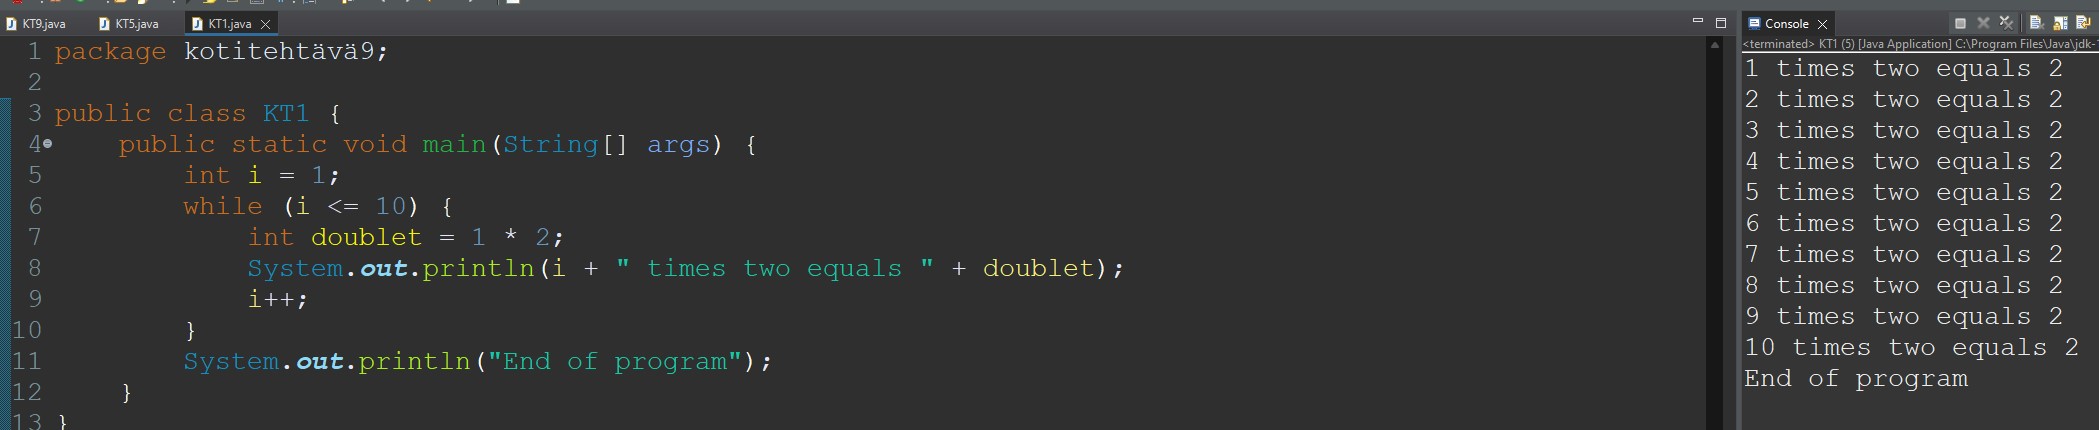 KT9.java KT5.java KT1.java
1 package kotitehtävä9;
2
3 public class KT1 {
4 public static void main(String[] args) {
5 int i = 1;
6 while (i <= 10) {
7 int doublet = 1 * 2;
8 System.out.println(i + " times two equals " + doublet);
9 i++;
10 }
11 System.out.println("End of program");
12 }
13 }
Console
<terminated> KT1 (5) [Java Application] C:\Program Files\Java\jdk-1
1 times two equals 2
2 times two equals 2
3 times two equals 2
4 times two equals 2
5 times two equals 2
6 times two equals 2
7 times two equals 2
8 times two equals 2
9 times two equals 2
10 times two equals 2
End of program